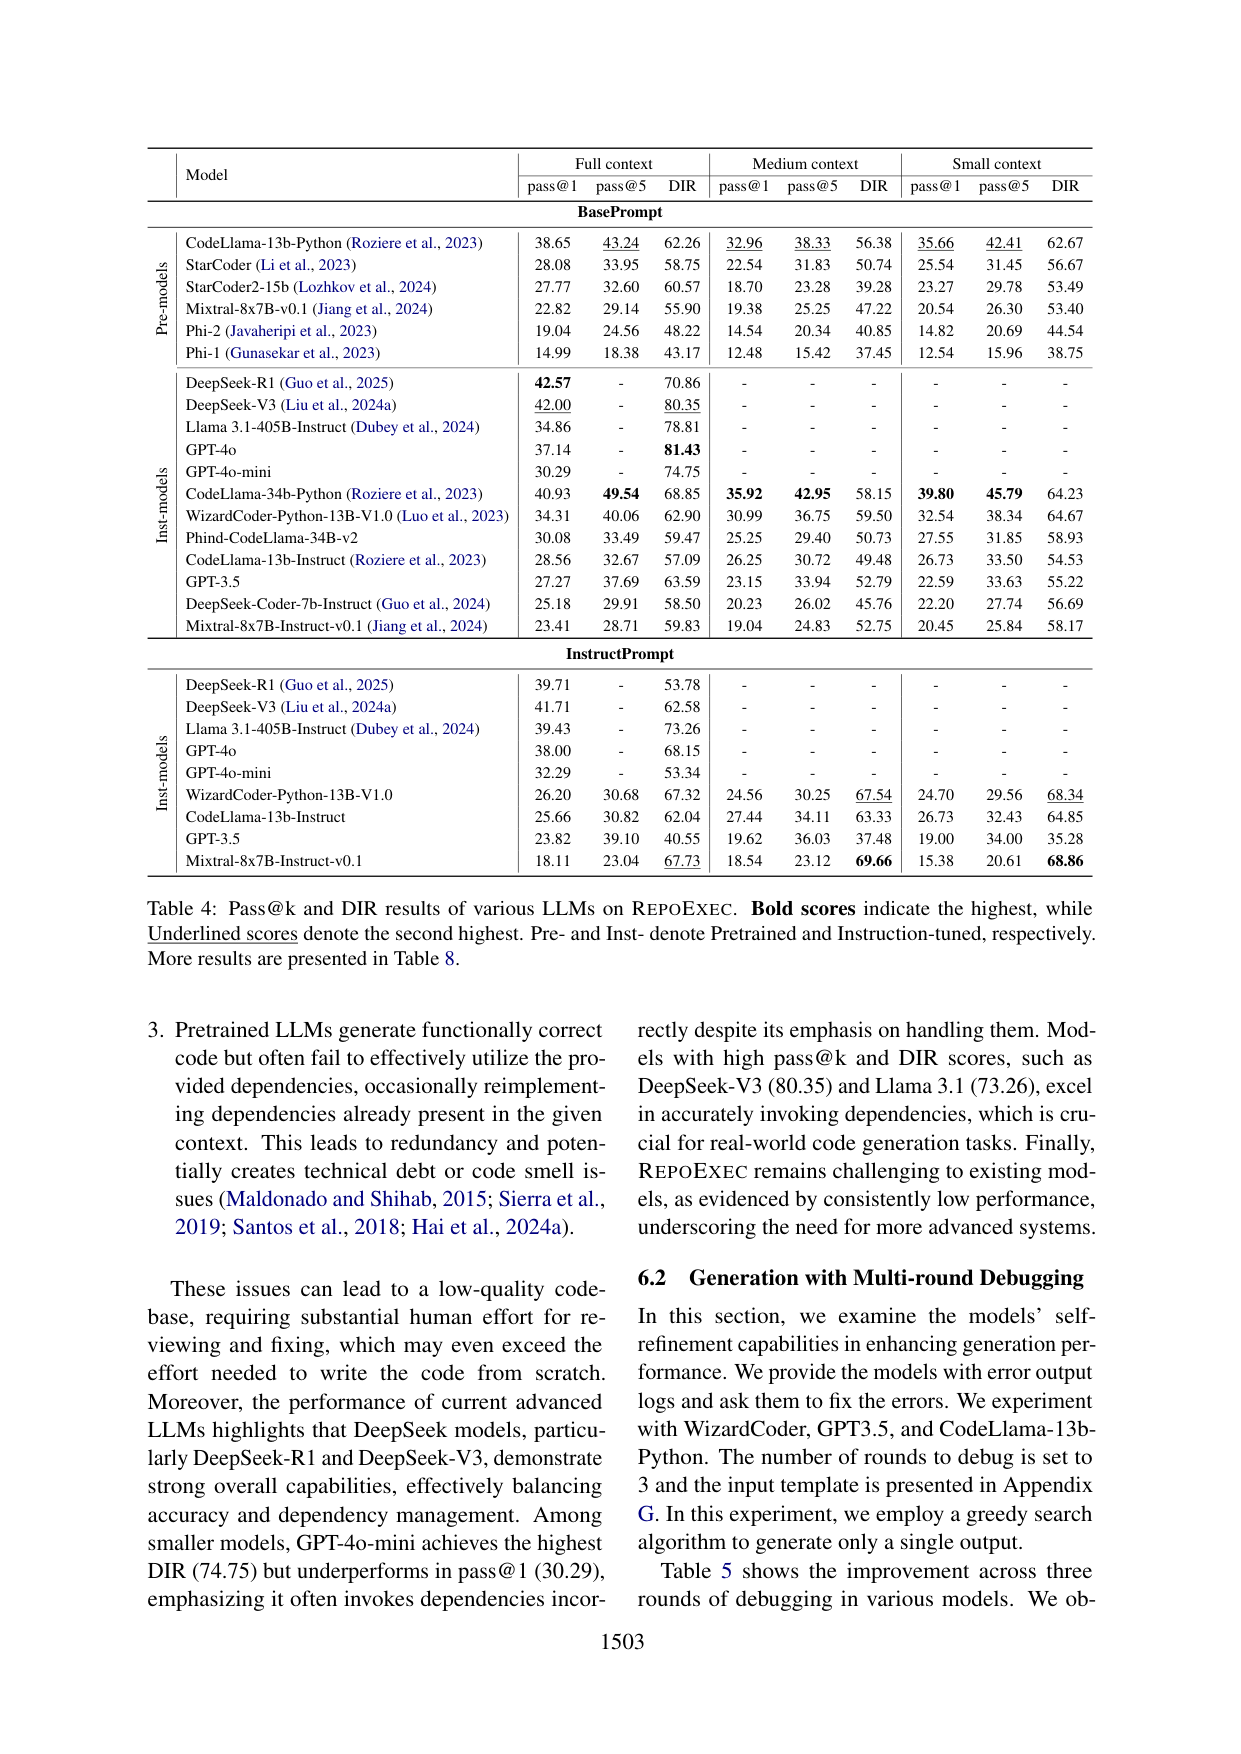 Model Full context Medium context Small context
pass@1 pass@5 DIR pass@1 pass@5 DIR pass@1 pass@5 DIR
BasePrompt
Pre-models
CodeLlama-13b-Python (Roziere et al., 2023) 38.65 43.24 62.26 32.96 38.33 56.38 35.66 42.41 62.67
StarCoder (Li et al., 2023) 28.08 33.95 58.75 22.54 31.83 50.74 25.54 31.45 56.67
StarCoder2-15b (Lozhkov et al., 2024) 27.77 32.60 60.57 18.70 23.28 39.28 23.27 29.78 53.49
Mixtral-8x7B-v0.1 (Jiang et al., 2024) 22.82 29.14 55.90 19.38 25.25 47.22 20.54 26.30 53.40
Phi-2 (Javaheripi et al., 2023) 19.04 24.56 48.22 14.54 20.34 40.85 14.82 20.69 44.54
Phi-1 (Gunasekar et al., 2023) 14.99 18.38 43.17 12.48 15.42 37.45 12.54 15.96 38.75
Inst-models
DeepSeek-R1 (Guo et al., 2025) 42.57 - 70.86 - - - - - -
DeepSeek-V3 (Liu et al., 2024a) 42.00 - 80.35 - - - - - -
Llama 3.1-405B-Instruct (Dubey et al., 2024) 34.86 - 78.81 - - - - - -
GPT-4o 37.14 - 81.43 - - - - - -
GPT-4o-mini 30.29 - 74.75 - - - - - -
CodeLlama-34b-Python (Roziere et al., 2023) 40.93 49.54 68.85 35.92 42.95 58.15 39.80 45.79 64.23
WizardCoder-Python-13B-V1.0 (Luo et al., 2023) 34.31 40.06 62.90 30.99 36.75 59.50 32.54 38.34 64.67
Phind-CodeLlama-34B-v2 30.08 33.49 59.47 25.25 29.40 50.73 27.55 31.85 58.93
CodeLlama-13b-Instruct (Roziere et al., 2023) 28.56 32.67 57.09 26.25 30.72 49.48 26.73 33.50 54.53
GPT-3.5 27.27 37.69 63.59 23.15 33.94 52.79 22.59 33.63 55.22
DeepSeek-Coder-7b-Instruct (Guo et al., 2024) 25.18 29.91 58.50 20.23 26.02 45.76 22.20 27.74 56.69
Mixtral-8x7B-Instruct-v0.1 (Jiang et al., 2024) 23.41 28.71 59.83 19.04 24.83 52.75 20.45 25.84 58.17
InstructPrompt
Inst-models
DeepSeek-R1 (Guo et al., 2025) 39.71 - 53.78 - - - - - -
DeepSeek-V3 (Liu et al., 2024a) 41.71 - 62.58 - - - - - -
Llama 3.1-405B-Instruct (Dubey et al., 2024) 39.43 - 73.26 - - - - - -
GPT-4o 38.00 - 68.15 - - - - - -
GPT-4o-mini 32.29 - 53.34 - - - - - -
WizardCoder-Python-13B-V1.0 26.20 30.68 67.32 24.56 30.25 67.54 24.70 29.56 68.34
CodeLlama-13b-Instruct 25.66 30.82 62.04 27.44 34.11 63.33 26.73 32.43 64.85
GPT-3.5 23.82 39.10 40.55 19.62 36.03 37.48 19.00 34.00 35.28
Mixtral-8x7B-Instruct-v0.1 18.11 23.04 67.73 18.54 23.12 69.66 15.38 20.61 68.86
Table 4: Pass@k and DIR results of various LLMs on REPOEXEC. Bold scores indicate the highest, while
Underlined scores denote the second highest. Pre- and Inst- denote Pretrained and Instruction-tuned, respectively.
More results are presented in Table 8.
3. Pretrained LLMs generate functionally correct
code but often fail to effectively utilize the pro-
vided dependencies, occasionally reimplement-
ing dependencies already present in the given
context. This leads to redundancy and poten-
tially creates technical debt or code smell is-
sues (Maldonado and Shihab, 2015; Sierra et al.,
2019; Santos et al., 2018; Hai et al., 2024a).
These issues can lead to a low-quality code-
base, requiring substantial human effort for re-
viewing and fixing, which may even exceed the
effort needed to write the code from scratch.
Moreover, the performance of current advanced
LLMs highlights that DeepSeek models, particu-
larly DeepSeek-R1 and DeepSeek-V3, demonstrate
strong overall capabilities, effectively balancing
accuracy and dependency management. Among
smaller models, GPT-4o-mini achieves the highest
DIR (74.75) but underperforms in pass@1 (30.29),
emphasizing it often invokes dependencies incor-
rectly despite its emphasis on handling them. Mod-
els with high pass@k and DIR scores, such as
DeepSeek-V3 (80.35) and Llama 3.1 (73.26), excel
in accurately invoking dependencies, which is cru-
cial for real-world code generation tasks. Finally,
REPOEXEC remains challenging to existing mod-
els, as evidenced by consistently low performance,
underscoring the need for more advanced systems.
6.2 Generation with Multi-round Debugging
In this section, we examine the models' self-
refinement capabilities in enhancing generation per-
formance. We provide the models with error output
logs and ask them to fix the errors. We experiment
with WizardCoder, GPT3.5, and CodeLlama-13b-
Python. The number of rounds to debug is set to
3 and the input template is presented in Appendix
G. In this experiment, we employ a greedy search
algorithm to generate only a single output.
Table 5 shows the improvement across three
rounds of debugging in various models. We ob-
1503